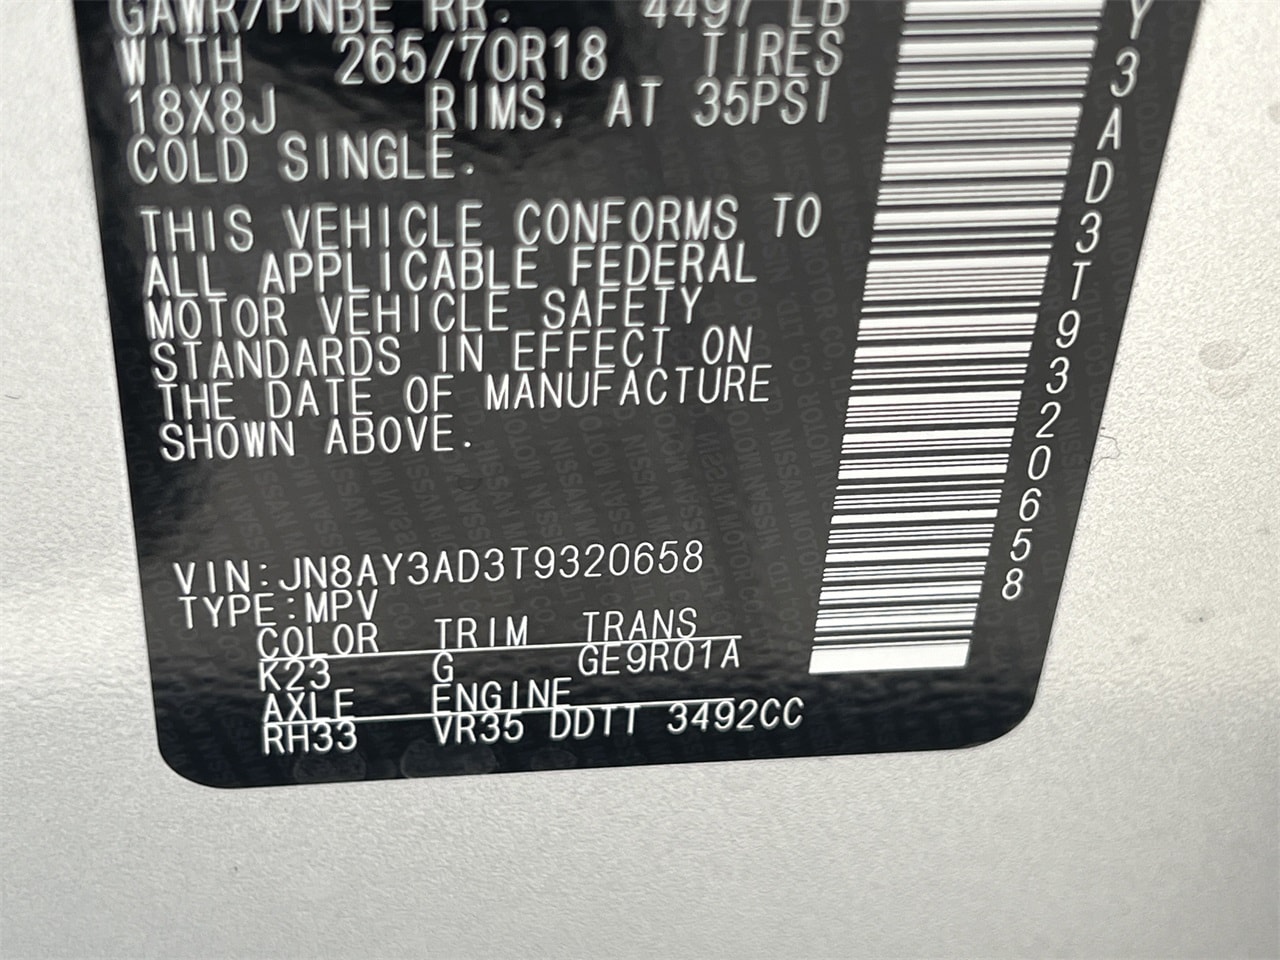 GAWR/PNBE RR. 4497 LB
WITH 265/70R18 TIRES
18X8J RIMS, AT 35PSI
COLD SINGLE.
THIS VEHICLE CONFORMS TO
ALL APPLICABLE FEDERAL
MOTOR VEHICLE SAFETY
STANDARDS IN EFFECT ON
THE DATE OF MANUFACTURE
SHOWN ABOVE.
VIN:JN8AY3AD3T9320658
TYPE:MPV
COLOR TRIM TRANS
K23 G GE9R01A
AXLE ENGINE
RH33 VR35 DDTT 3492CC
Y3AD3T9320658